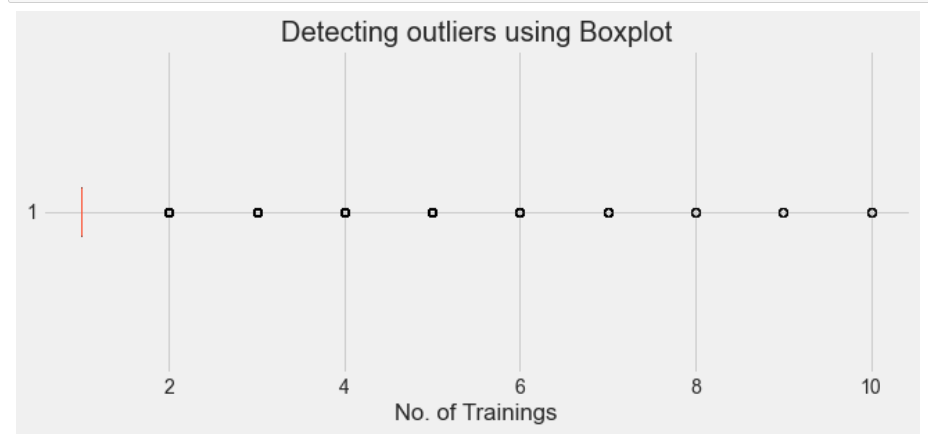 Detecting outliers using Boxplot
1
2 4 6 8 10
No. of Trainings